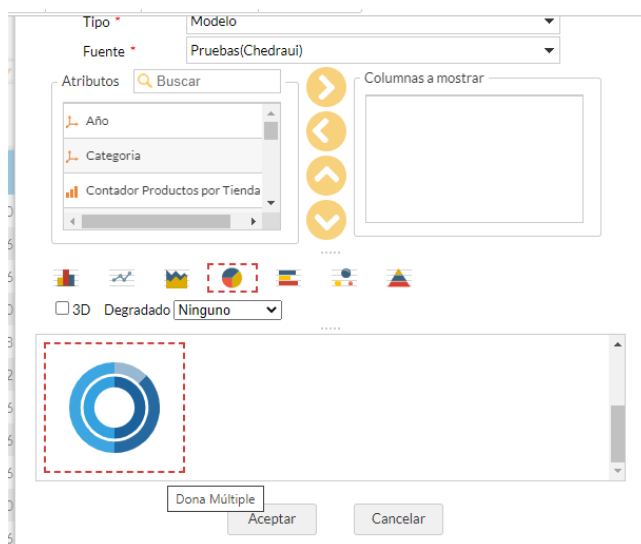 Tipo * Modelo
Fuente * Pruebas(Chedraui)
Atributos Buscar Columnas a mostrar
Año
Categoria
Contador Productos por Tienda
3D Degradado Ninguno
Dona Múltiple
Aceptar Cancelar